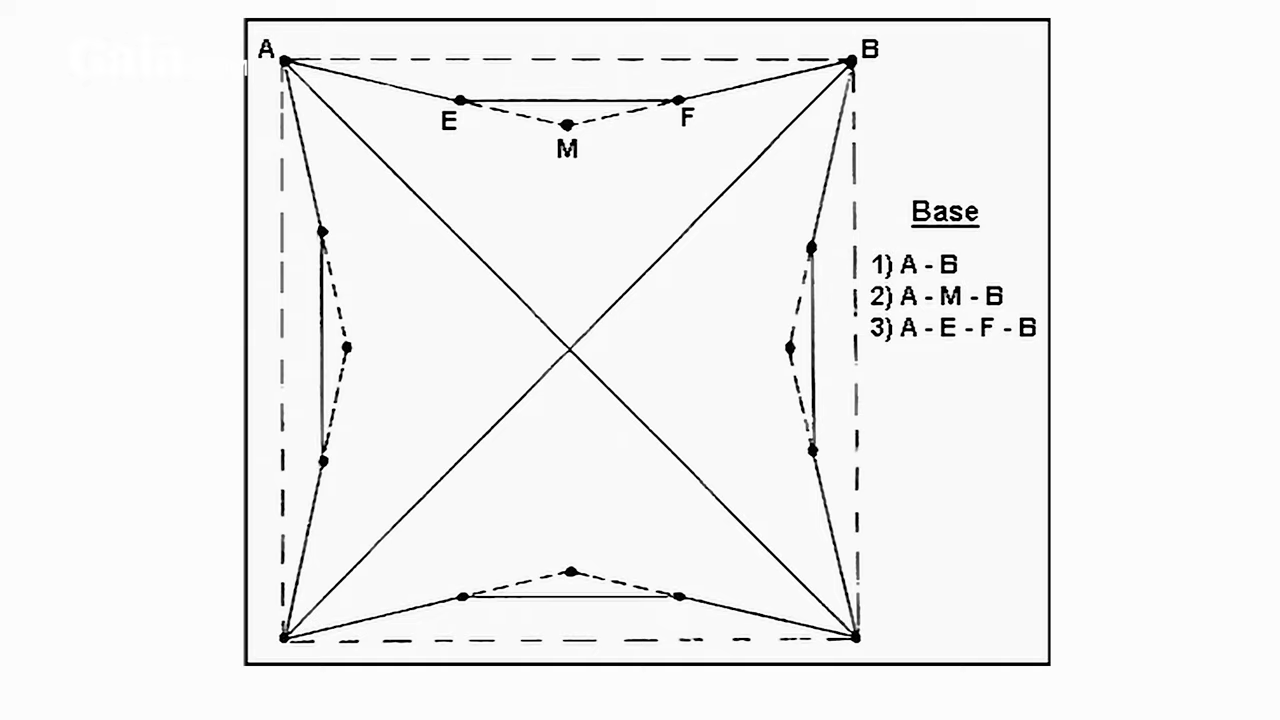 A
B
E
F
M
Base
1) A - B
2) A - M - B
3) A - E - F - B